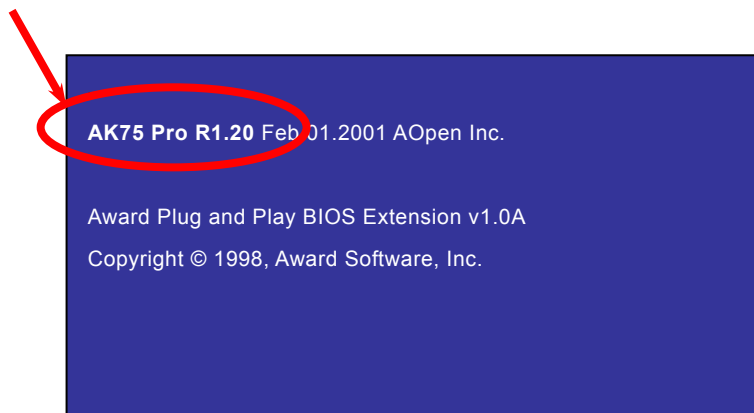 AK75 Pro R1.20 Feb.01.2001 AOpen Inc.
Award Plug and Play BIOS Extension v1.0A
Copyright © 1998, Award Software, Inc.